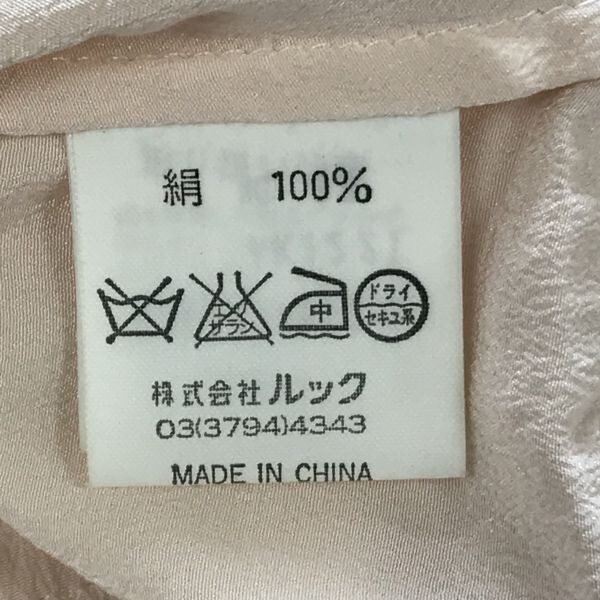 絹 100%
エンソ
サラシ
中
ドライ
セキユ系
株式会社 ルック
03(3794)4343
MADE IN CHINA